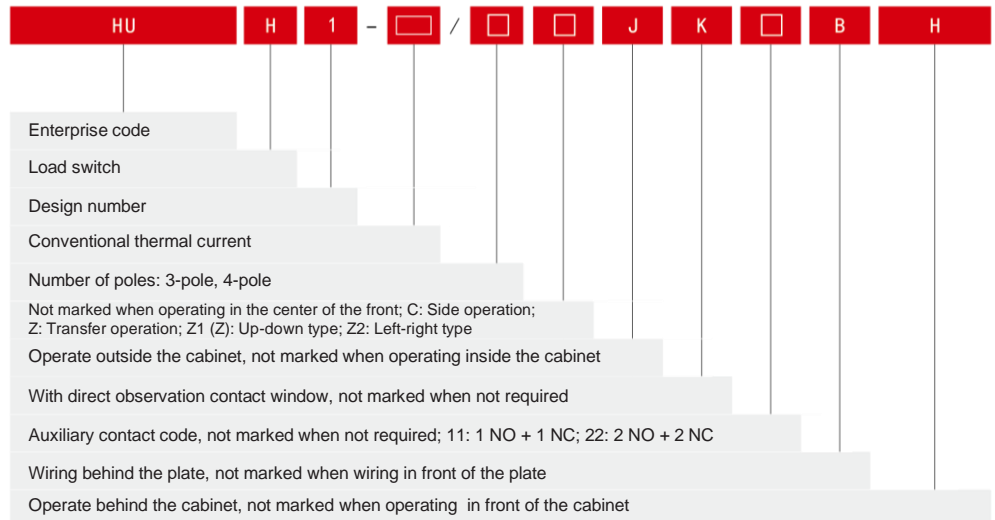 HU H 1 - □ / □ □ J K □ B H
Enterprise code
Load switch
Design number
Conventional thermal current
Number of poles: 3-pole, 4-pole
Not marked when operating in the center of the front; C: Side operation;
Z: Transfer operation; Z1 (Z): Up-down type; Z2: Left-right type
Operate outside the cabinet, not marked when operating inside the cabinet
With direct observation contact window, not marked when not required
Auxiliary contact code, not marked when not required; 11: 1 NO + 1 NC; 22: 2 NO + 2 NC
Wiring behind the plate, not marked when wiring in front of the plate
Operate behind the cabinet, not marked when operating in front of the cabinet